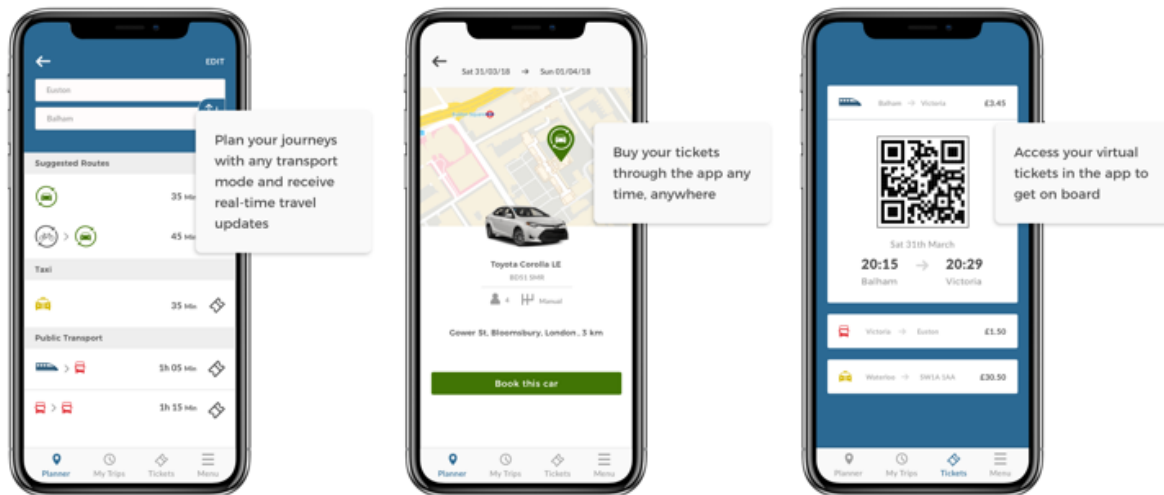 EDIT
Euston
Balham
Suggested Routes
35 Min
45 Min
Taxi
35 Min
Public Transport
1h 05 Min
1h 15 Min
Planner
My Trips
Tickets
Menu
Plan your journeys
with any transport
mode and receive
real-time travel
updates
Sat 31/03/18 → Sun 01/04/18
Toyota Corolla LE
BD51 SMR
4 Manual
Gower St, Bloomsbury, London, 3 km
Book this car
Planner
My Trips
Tickets
Menu
Buy your tickets
through the app any
time, anywhere
Balham → Victoria £3.45
Sat 31th March
20:15 → 20:29
Balham Victoria
Victoria → Euston £1.50
Waterloo → SW1A 1AA £30.50
Planner
My Trips
Tickets
Menu
Access your virtual
tickets in the app to
get on board